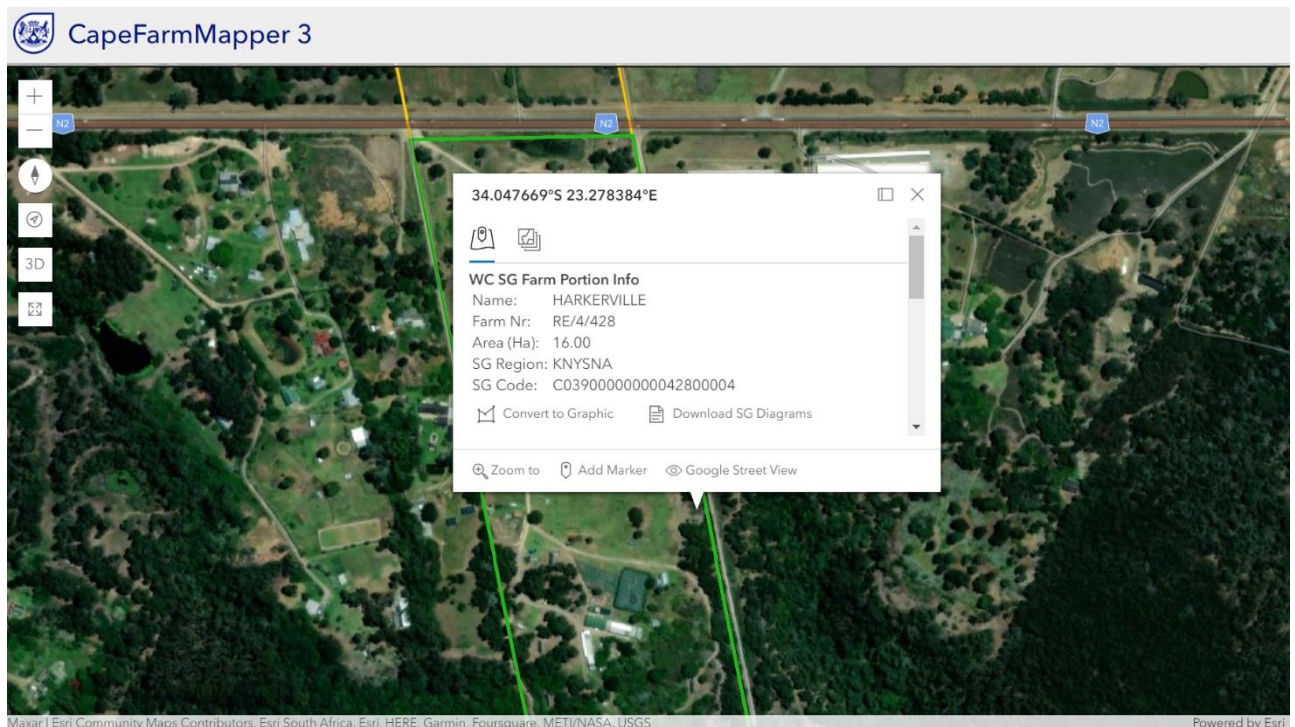 CapeFarmMapper 3
N2
N2
N2
3D
34.047669°S 23.278384°E
WC SG Farm Portion Info
Name: HARKERVILLE
Farm Nr: RE/4/428
Area (Ha): 16.00
SG Region: KNYSNA
SG Code: C03900000000042800004
Convert to Graphic Download SG Diagrams
Zoom to Add Marker Google Street View
Maxar | Esri Community Maps Contributors, Esri South Africa, Esri, HERE, Garmin, Foursquare, METI/NASA, USGS Powered by Esri